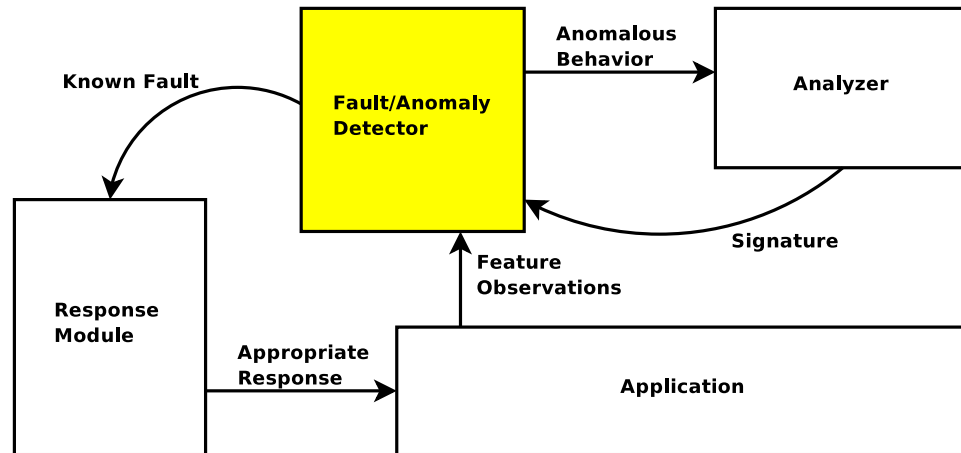 Anomalous
Behavior
Known Fault
Fault/Anomaly
Detector
Analyzer
Signature
Feature
Observations
Response
Module
Appropriate
Response
Application